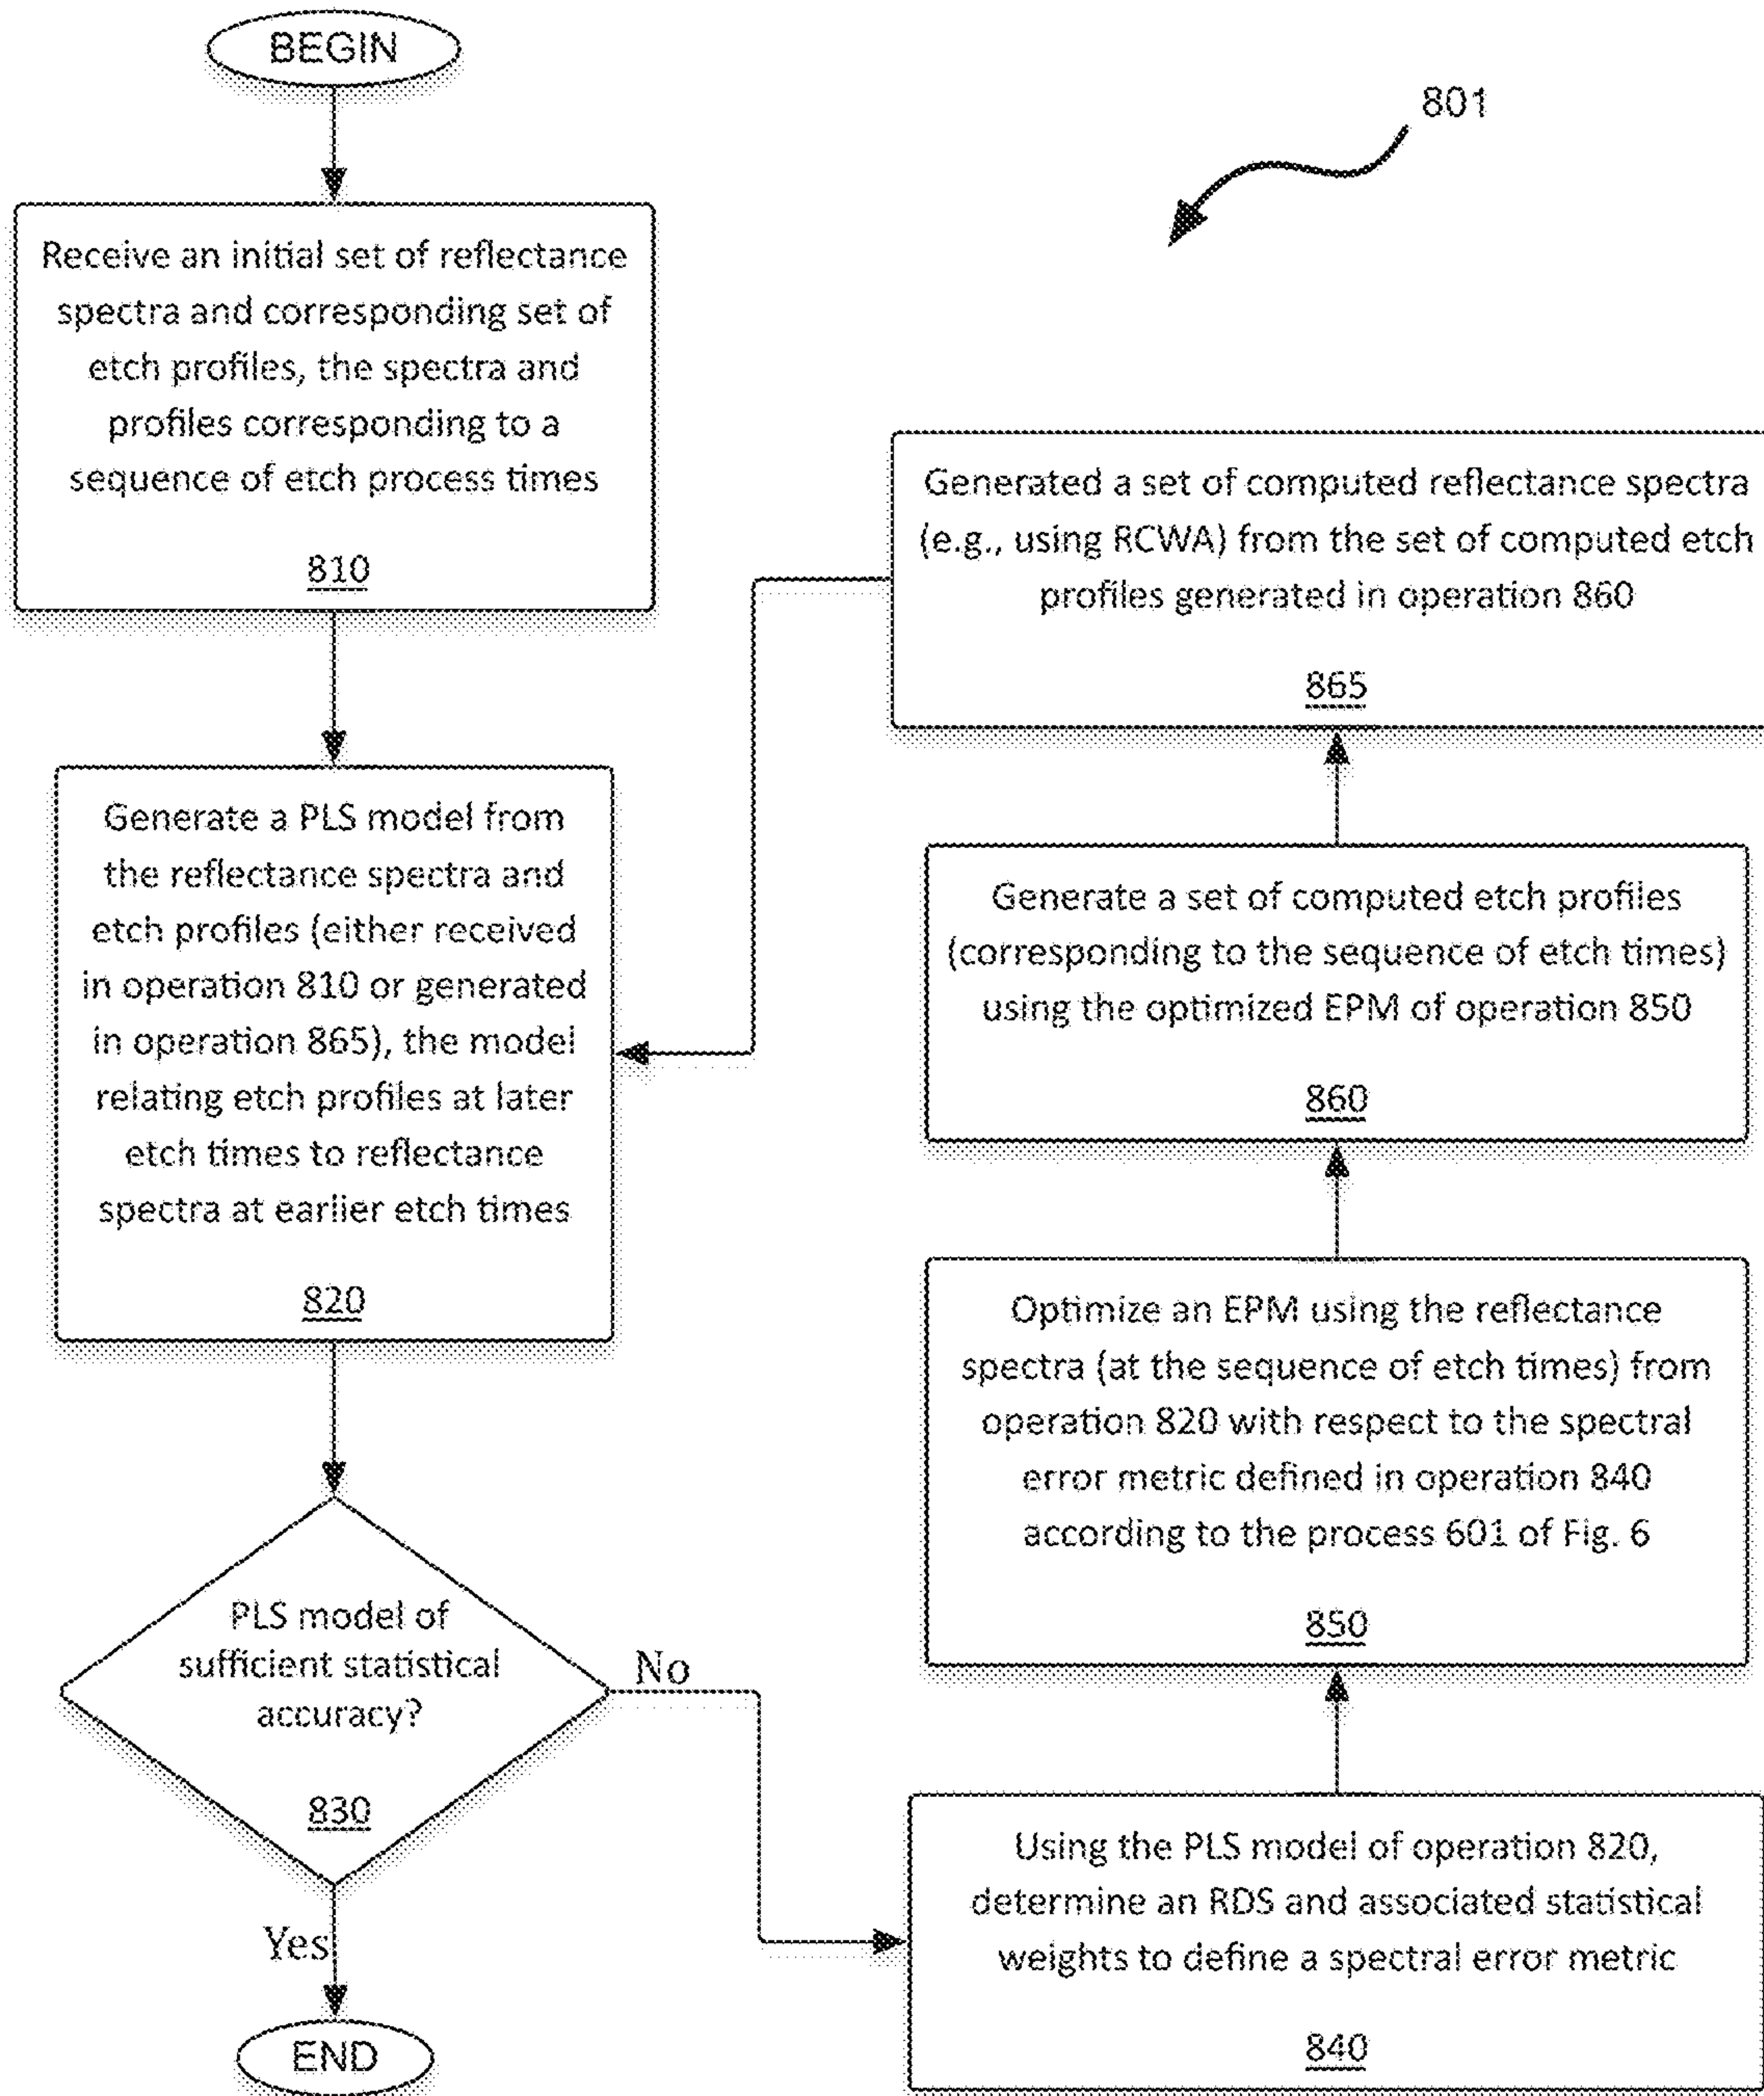 BEGIN
801
Receive an initial set of reflectance
spectra and corresponding set of
etch profiles, the spectra and
profiles corresponding to a
sequence of etch process times
810
Generate a PLS model from
the reflectance spectra and
etch profiles (either received
in operation 810 or generated
in operation 865), the model
relating etch profiles at later
etch times to reflectance
spectra at earlier etch times
820
PLS model of
sufficient statistical
accuracy?
830
No
Yes
END
Using the PLS model of operation 820,
determine an RDS and associated statistical
weights to define a spectral error metric
840
Optimize an EPM using the reflectance
spectra (at the sequence of etch times) from
operation 820 with respect to the spectral
error metric defined in operation 840
according to the process 601 of Fig. 6
850
Generate a set of computed etch profiles
(corresponding to the sequence of etch times)
using the optimized EPM of operation 850
860
Generated a set of computed reflectance spectra
(e.g., using RCWA) from the set of computed etch
profiles generated in operation 860
865